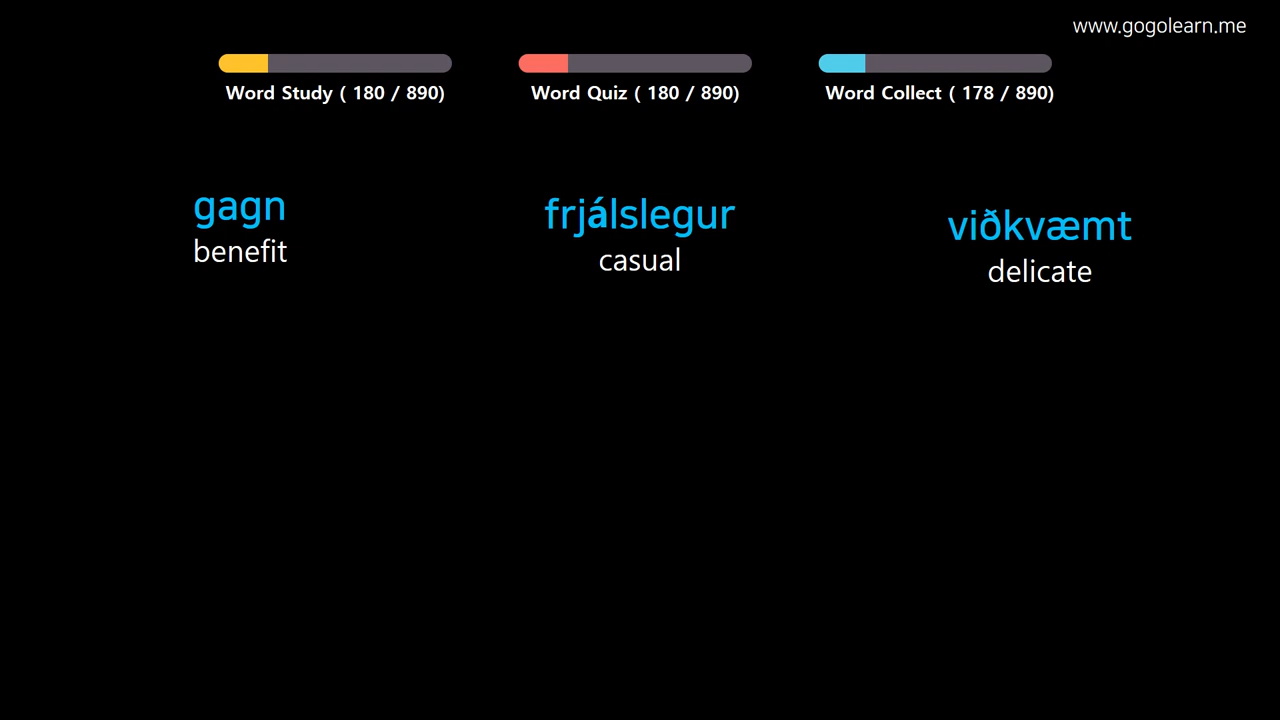 www.gogolearn.me
Word Study ( 180 / 890)
Word Quiz ( 180 / 890)
Word Collect ( 178 / 890)
gagn
benefit
frjálslegur
casual
viðkvæmt
delicate